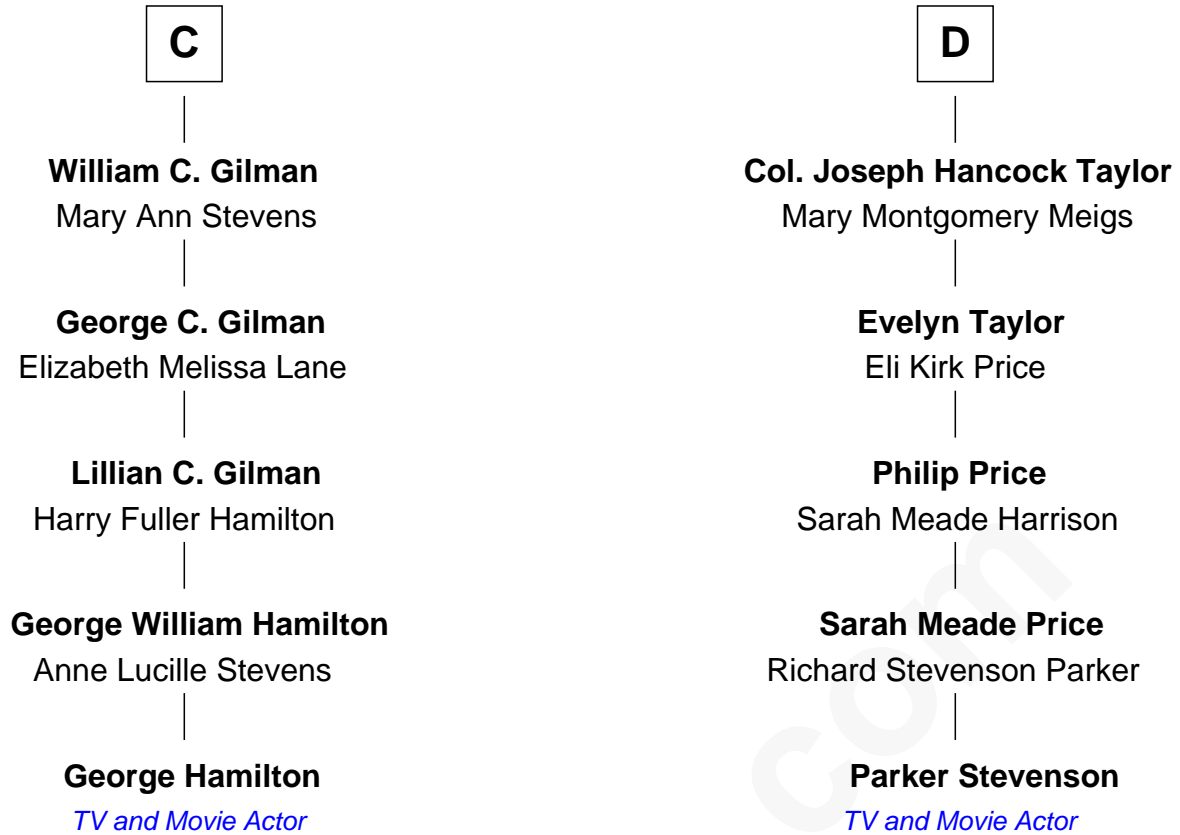 C
William C. Gilman
Mary Ann Stevens
George C. Gilman
Elizabeth Melissa Lane
Lillian C. Gilman
Harry Fuller Hamilton
George William Hamilton
Anne Lucille Stevens
George Hamilton
TV and Movie Actor
D
Col. Joseph Hancock Taylor
Mary Montgomery Meigs
Evelyn Taylor
Eli Kirk Price
Philip Price
Sarah Meade Harrison
Sarah Meade Price
Richard Stevenson Parker
Parker Stevenson
TV and Movie Actor
com